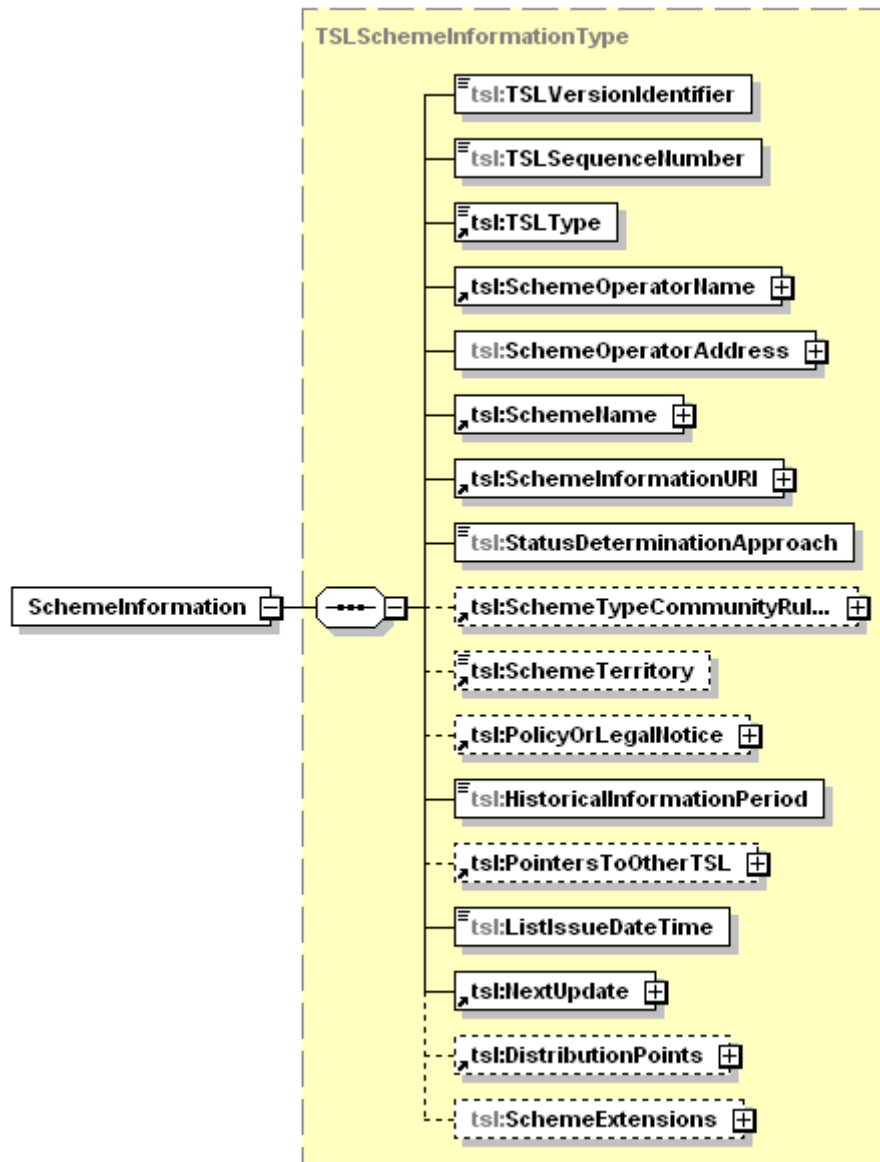 TSLSchemeInformationType
tsl:TSLVersionIdentifier
tsl:TSLSequenceNumber
tsl:TSLType
tsl:SchemeOperatorName
tsl:SchemeOperatorAddress
tsl:SchemeName
tsl:SchemeInformationURI
tsl:StatusDeterminationApproach
SchemeInformation
tsl:SchemeTypeCommunityRul...
tsl:SchemeTerritory
tsl:PolicyOrLegalNotice
tsl:HistoricalInformationPeriod
tsl:PointersToOtherTSL
tsl:ListIssueDateTime
tsl:NextUpdate
tsl:DistributionPoints
tsl:SchemeExtensions